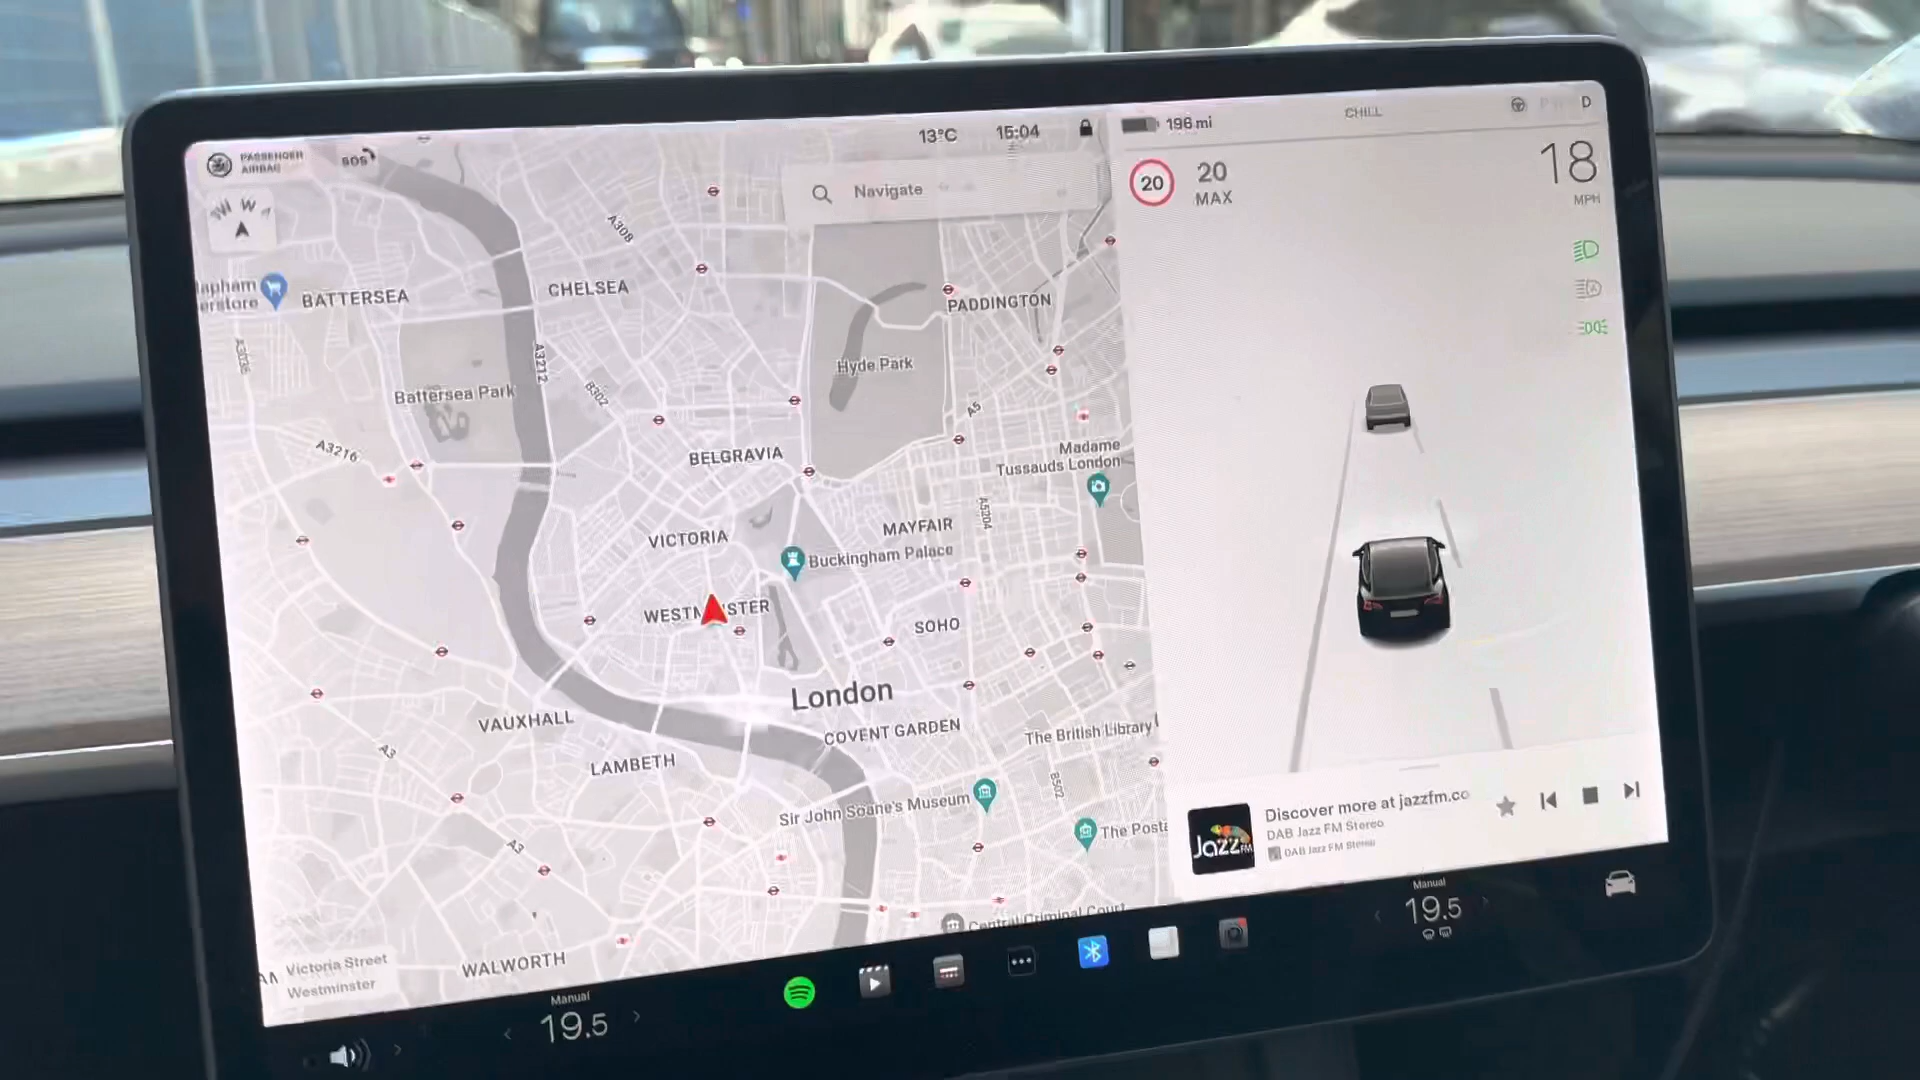 PASSENGER
AIRBAG
SOS
13°C
15:04
196 mi
CHILL
D
W
Navigate
20
20
MAX
18
MPH
A308
BATTERSEA
CHELSEA
PADDINGTON
A3212
B302
Hyde Park
Battersea Park
A5
A3216
BELGRAVIA
Madame
Tussauds London
A5204
VICTORIA
MAYFAIR
Buckingham Palace
SOHO
London
VAUXHALL
COVENT GARDEN
The British Library
A3
LAMBETH
B502
Sir John Soane's Museum
A3
Central Criminal Court
WALWORTH
Victoria Street
Westminster
Discover more at jazzfm.co
DAB Jazz FM Stereo
DAB Jazz FM Stereo
Jazz FM
Manual
19.5
Manual
19.5